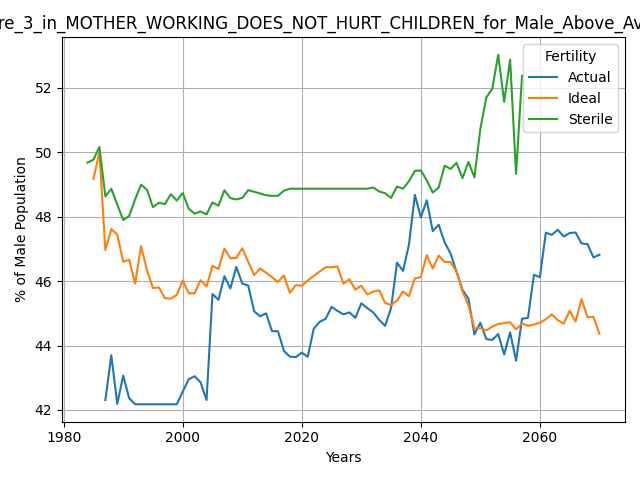 re_3_in_MOTHER_WORKING_DOES_NOT_HURT_CHILDREN_for_Male_Above_Av
Fertility
Actual
Ideal
Sterile
% of Male Population
52
50
48
46
44
42
1980
2000
2020
2040
2060
Years